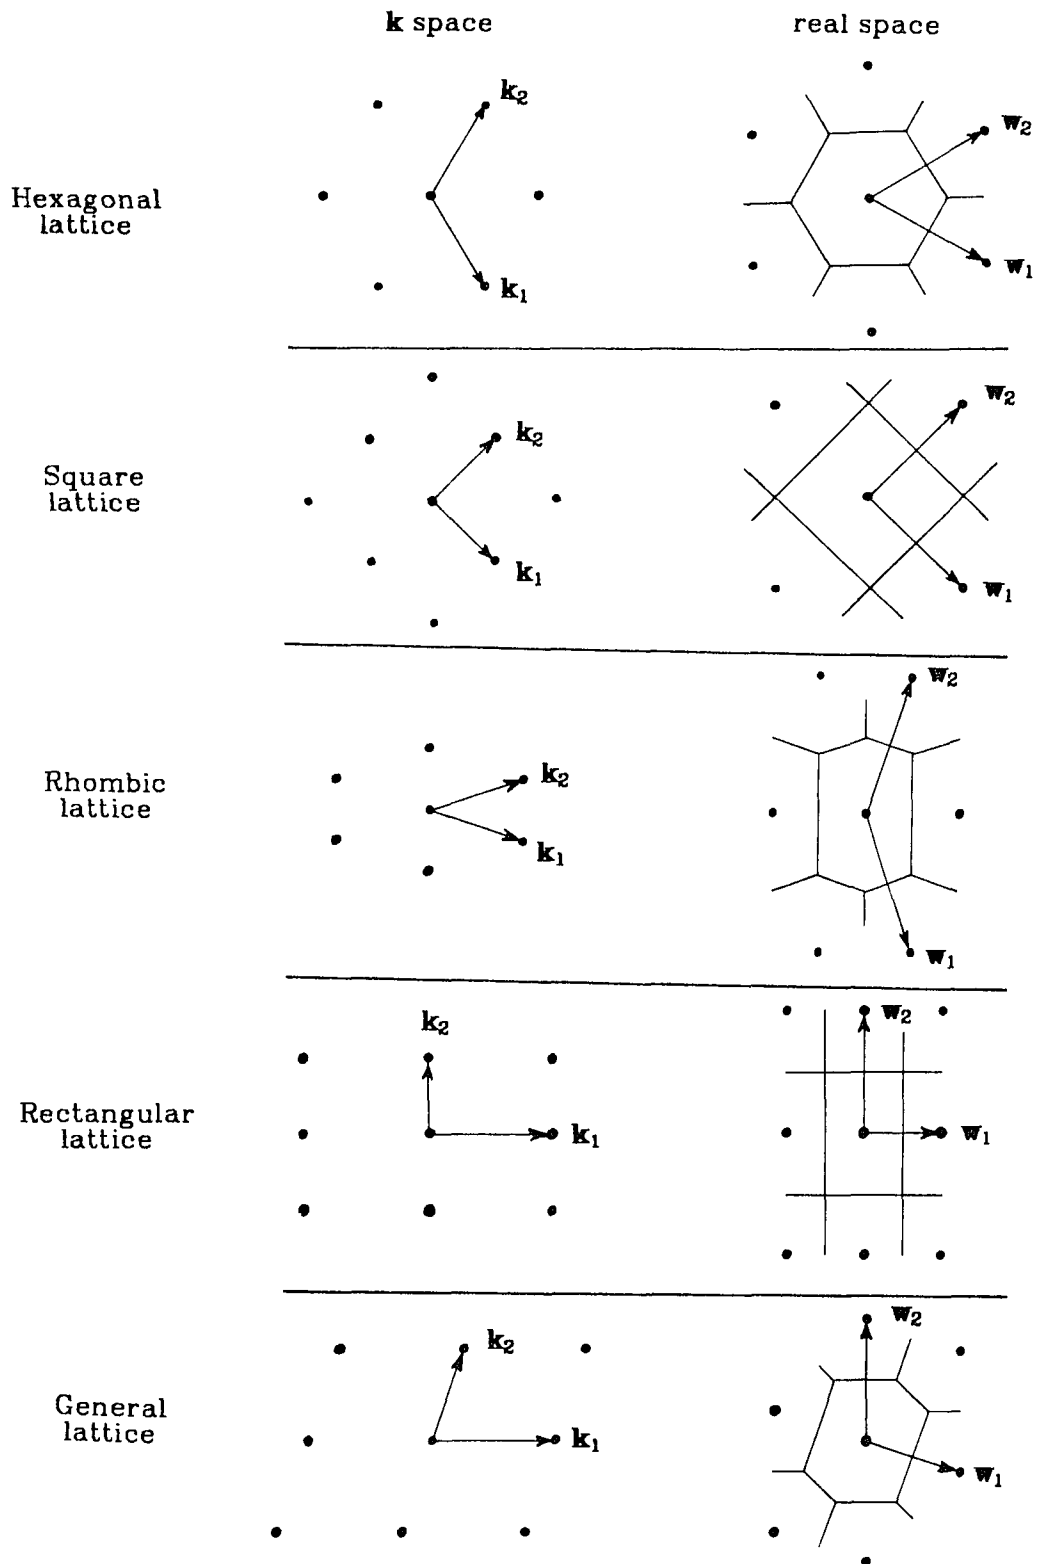 k space
real space
Hexagonal
lattice
k₂
k₁
w₂
w₁
Square
lattice
k₂
k₁
w₂
w₁
Rhombic
lattice
k₂
k₁
w₂
w₁
Rectangular
lattice
k₂
k₁
w₂
w₁
General
lattice
k₂
k₁
w₂
w₁